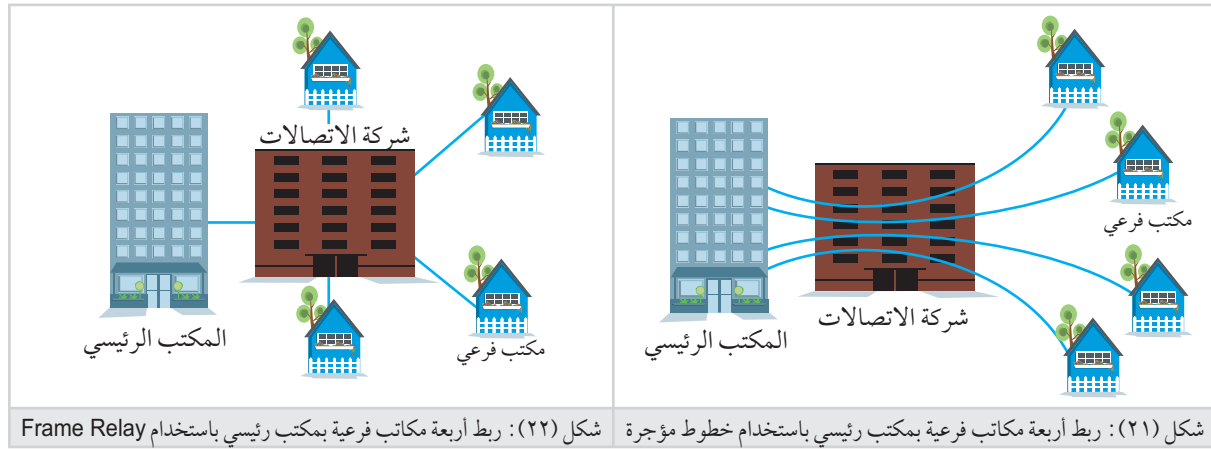 مكتب فرعي
شركة الاتصالات
المكتب الرئيسي
شكل (٢١): ربط أربعة مكاتب فرعية بمكتب رئيسي باستخدام خطوط مؤجرة
شركة الاتصالات
المكتب الرئيسي
مكتب فرعي
شكل (٢٢): ربط أربعة مكاتب فرعية بمكتب رئيسي باستخدام Frame Relay